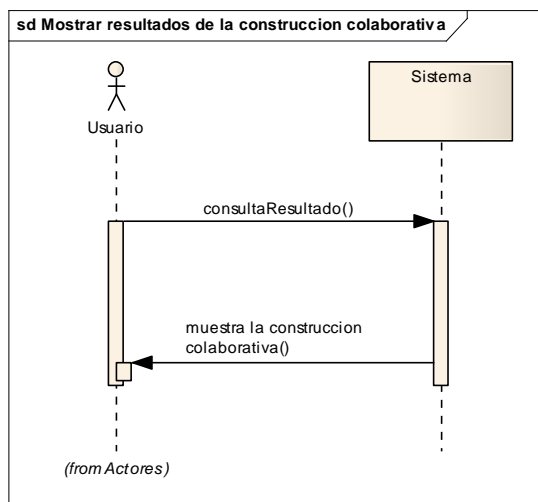 sd Mostrar resultados de la construccion colaborativa
Usuario
Sistema
consultaResultado()
muestra la construccion
colaborativa()
(from Actores)